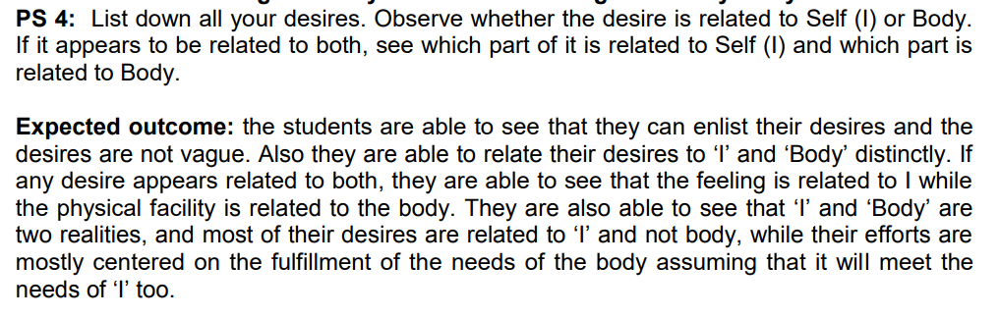 PS 4: List down all your desires. Observe whether the desire is related to Self (I) or Body.
If it appears to be related to both, see which part of it is related to Self (I) and which part is
related to Body.
Expected outcome: the students are able to see that they can enlist their desires and the
desires are not vague. Also they are able to relate their desires to ‘I’ and ‘Body’ distinctly. If
any desire appears related to both, they are able to see that the feeling is related to I while
the physical facility is related to the body. They are also able to see that ‘I’ and ‘Body’ are
two realities, and most of their desires are related to ‘I’ and not body, while their efforts are
mostly centered on the fulfillment of the needs of the body assuming that it will meet the
needs of ‘I’ too.